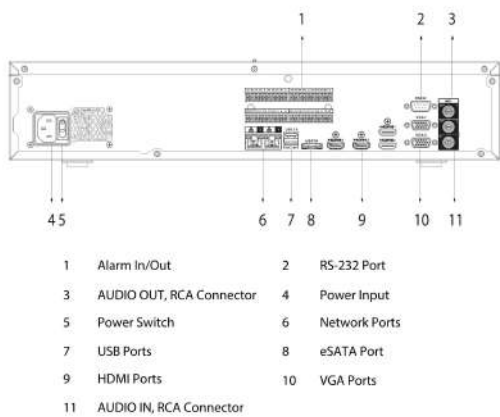 1 2 3
4 5 6 7 8 9 10 11
1 Alarm In/Out 2 RS-232 Port
3 AUDIO OUT, RCA Connector 4 Power Input
5 Power Switch 6 Network Ports
7 USB Ports 8 eSATA Port
9 HDMI Ports 10 VGA Ports
11 AUDIO IN, RCA Connector